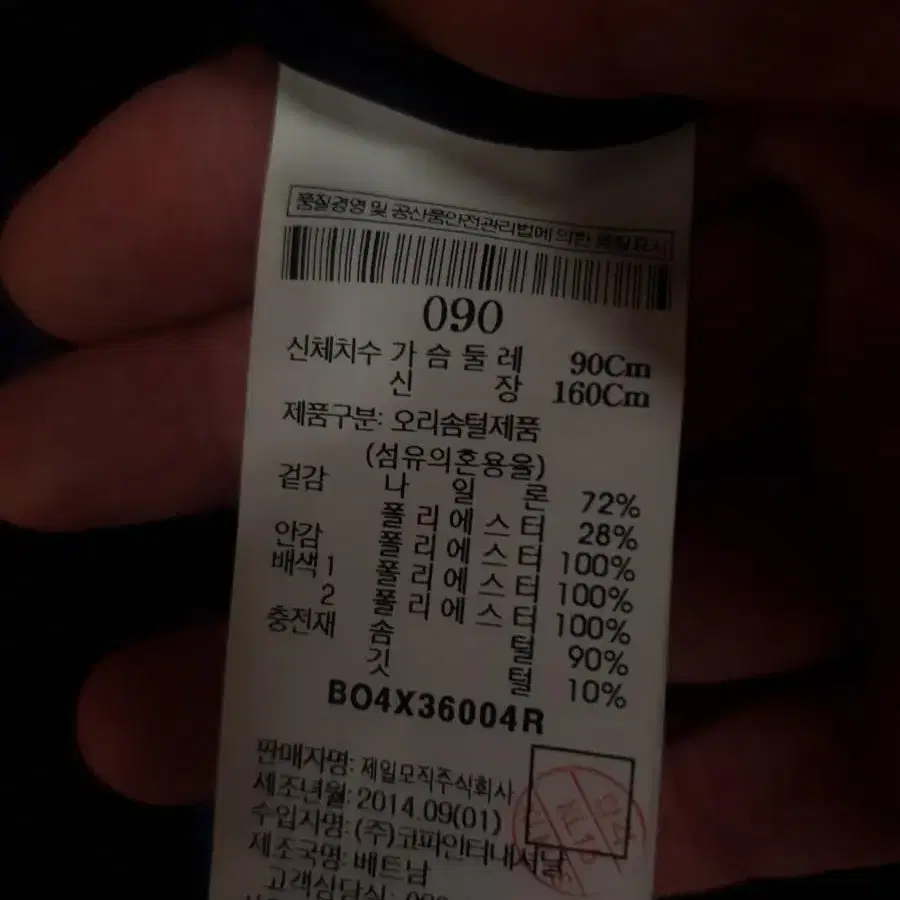 품질경영 및 공산품안전관리법에 의한 품질표시
090
신체치수 가슴둘레 90Cm
신장 160Cm
제품구분: 오리솜털제품
(섬유의혼용율)
겉감 나일론 72%
폴리에스터 28%
안감 폴리에스터 100%
배색1 폴리에스터 100%
2 폴리에스터 100%
충전재 솜털 90%
깃털 10%
BO4X36004R
판매자명: 제일모직주식회사
제조년월: 2014.09(01)
수입자명: (주)코파인터내셔날
제조국명: 베트남
고객상담실: